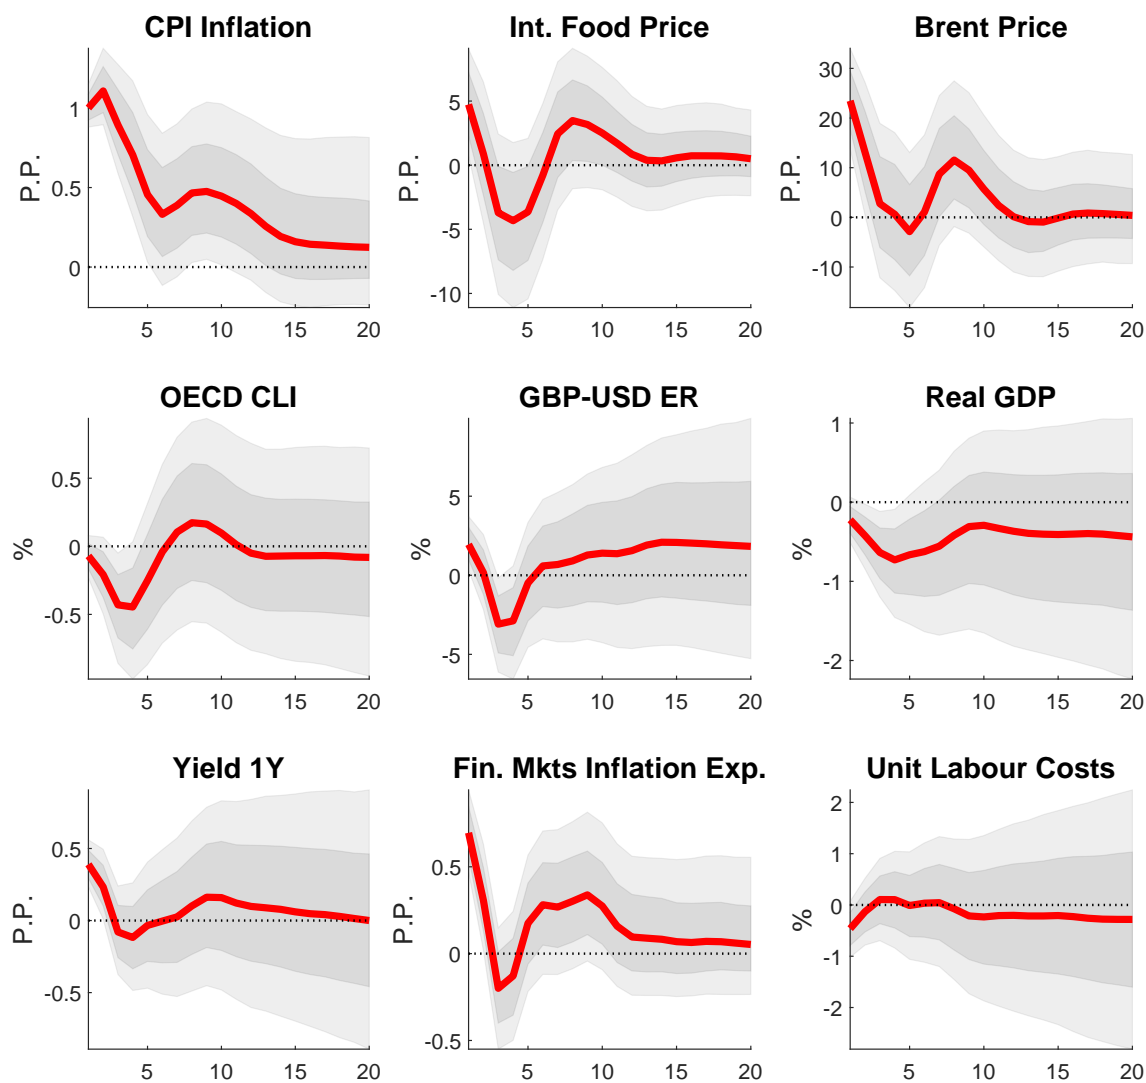 CPI Inflation
P.P.
1
0.5
0
5 10 15 20
Int. Food Price
P.P.
5
0
-5
-10
5 10 15 20
Brent Price
P.P.
30
20
10
0
-10
5 10 15 20
OECD CLI
%
0.5
0
-0.5
5 10 15 20
GBP-USD ER
%
5
0
-5
5 10 15 20
Real GDP
%
1
0
-1
-2
5 10 15 20
Yield 1Y
P.P.
0.5
0
-0.5
5 10 15 20
Fin. Mkts Inflation Exp.
P.P.
0.5
0
-0.5
5 10 15 20
Unit Labour Costs
%
2
1
0
-1
-2
5 10 15 20